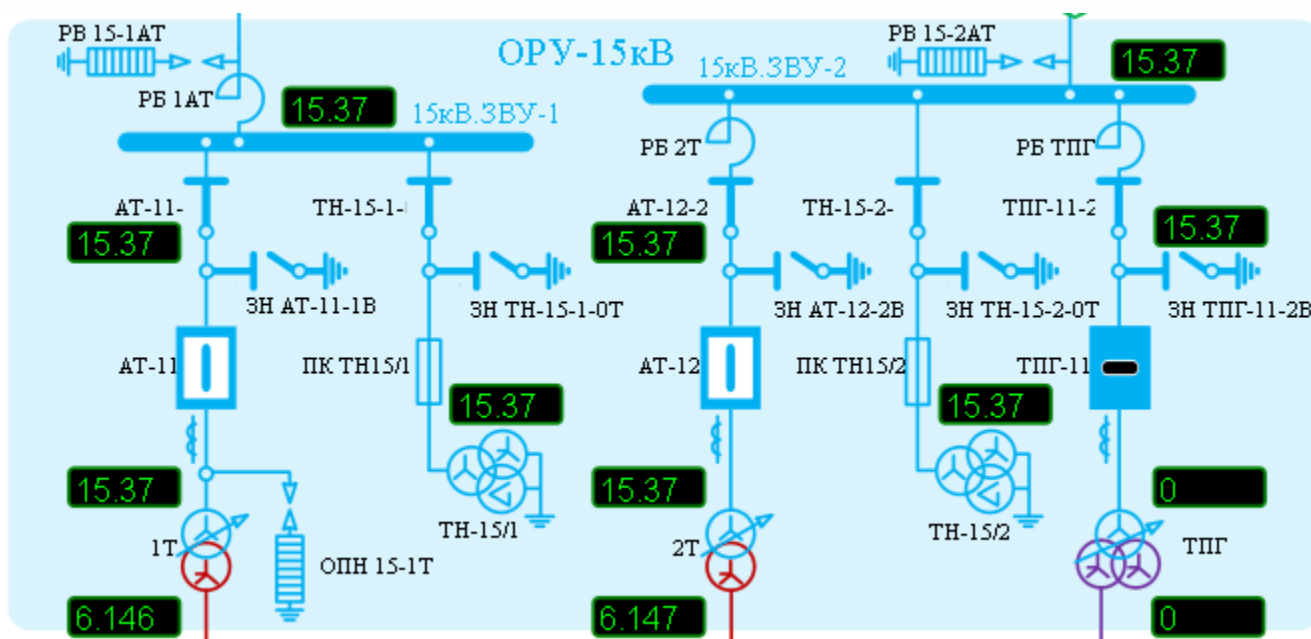 РВ 15-1АТ
ОРУ-15кВ
РВ 15-2АТ
15кВ.ЗВУ-2
15.37
РБ 1АТ
15.37
15кВ.ЗВУ-1
РБ 2Т
РБ ТПГ
АТ-11-
ТН-15-1-
АТ-12-2
ТН-15-2-
ТПГ-11-2
15.37
15.37
15.37
ЗН АТ-11-1В
ЗН ТН-15-1-0Т
ЗН АТ-12-2В
ЗН ТН-15-2-0Т
ЗН ТПГ-11-2В
АТ-11
ПК ТН15/1
АТ-12
ПК ТН15/2
ТПГ-11
15.37
15.37
15.37
15.37
0
ТН-15/1
ТН-15/2
1Т
ОПН 15-1Т
2Т
ТПГ
6.146
6.147
0